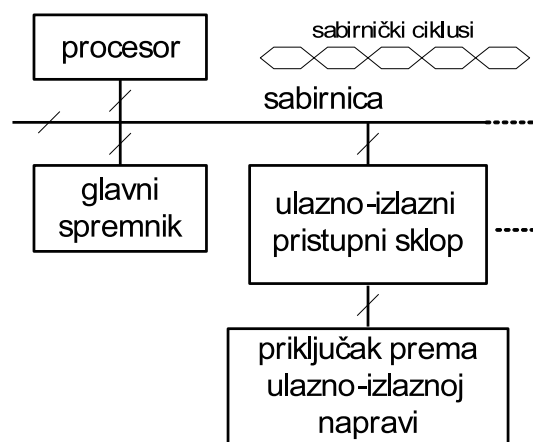 procesor
sabirnički ciklusi
sabirnica
glavni
spremnik
ulazno-izlazni
pristupni sklop
priključak prema
ulazno-izlaznoj
napravi